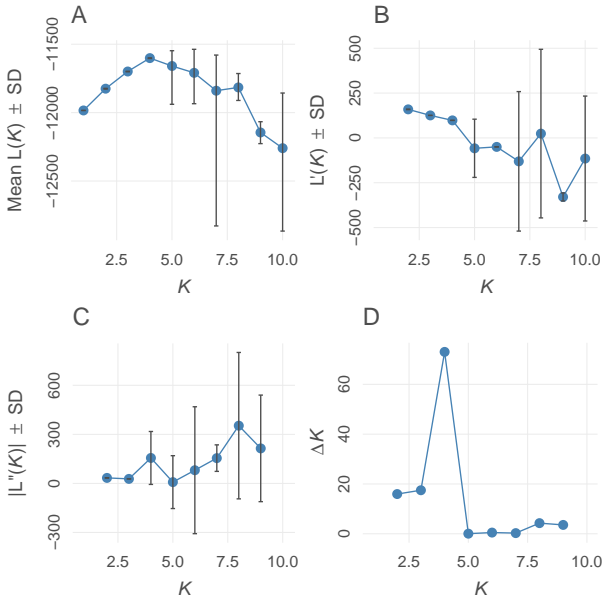 A
Mean L(K) ± SD
-11500
-12000
-12500
2.5 5.0 7.5 10.0
K
B
L'(K) ± SD
500
250
0
-250
-500
2.5 5.0 7.5 10.0
K
C
|L"(K)| ± SD
600
300
0
-300
2.5 5.0 7.5 10.0
K
D
ΔK
60
40
20
0
2.5 5.0 7.5 10.0
K